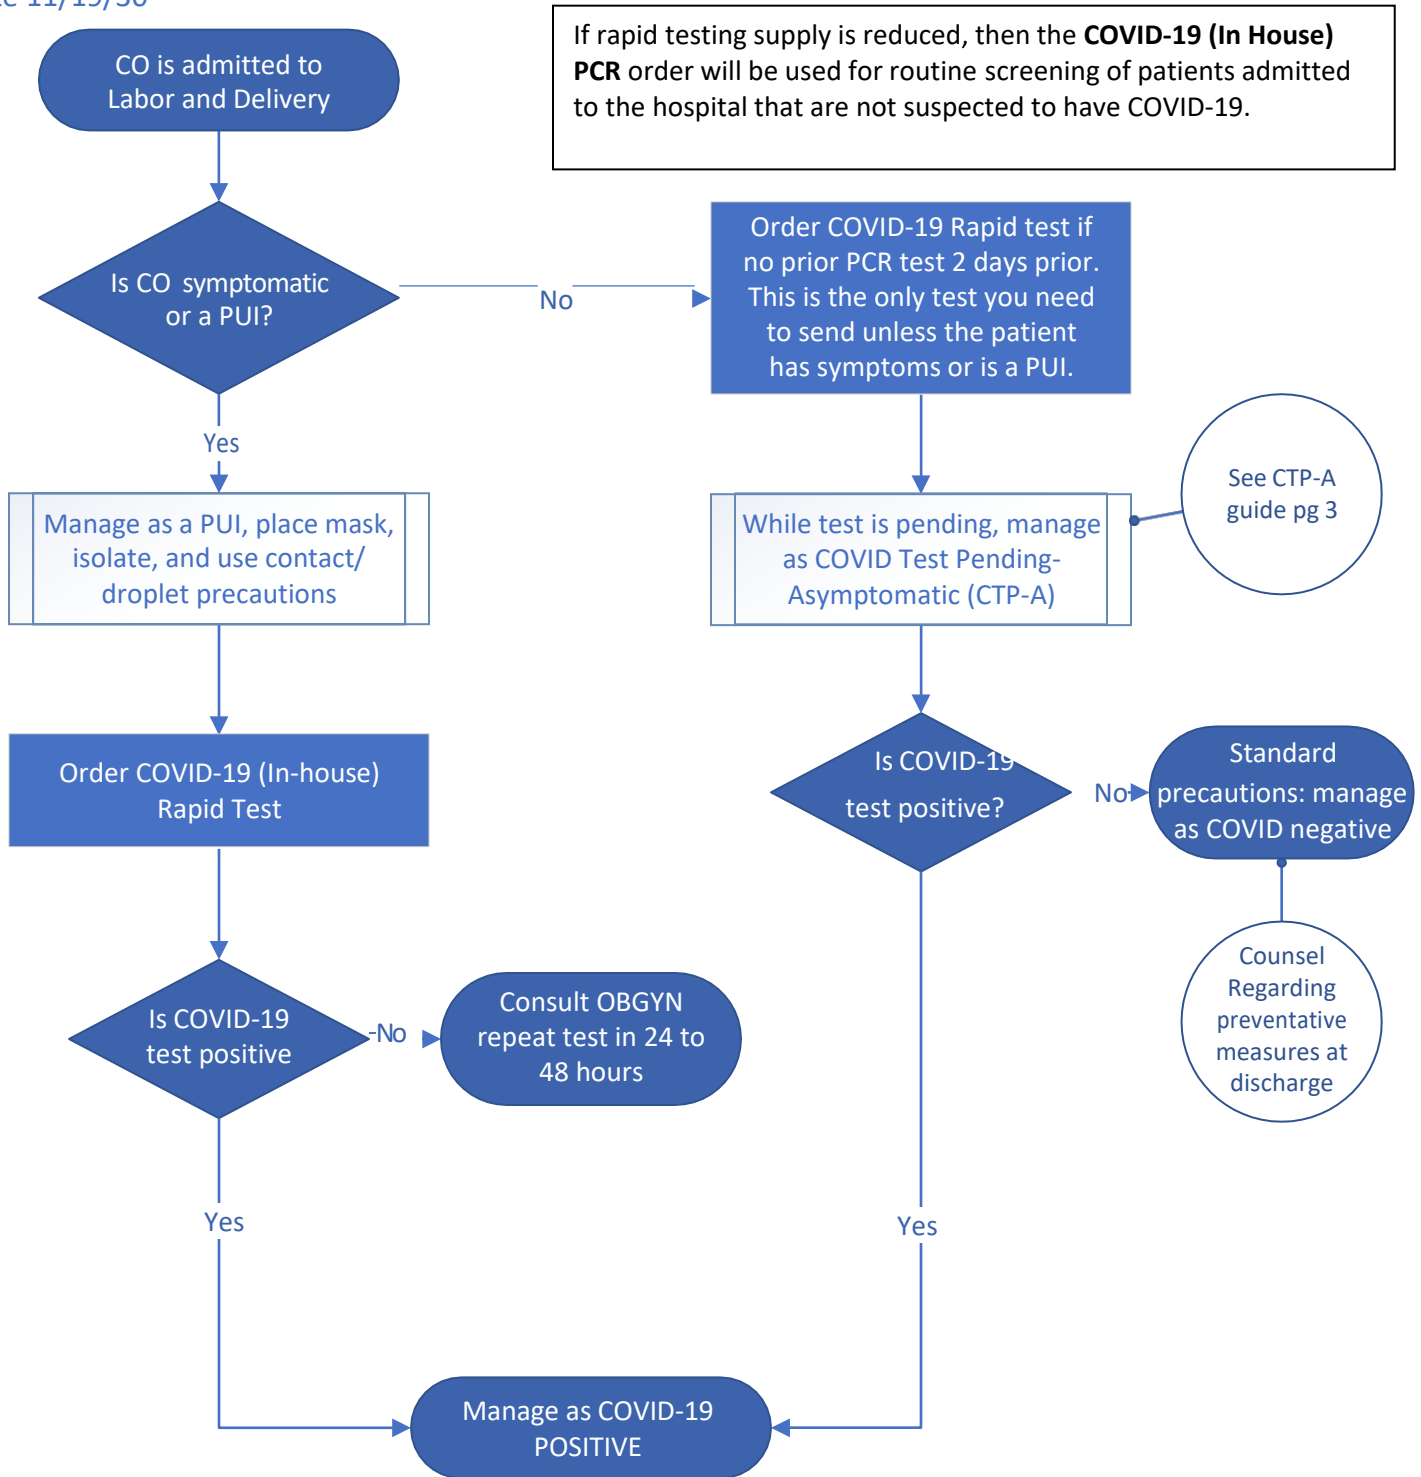 11/19/30
If rapid testing supply is reduced, then the COVID-19 (In House)
PCR order will be used for routine screening of patients admitted
to the hospital that are not suspected to have COVID-19.
CO is admitted to
Labor and Delivery
Is CO symptomatic
or a PUI?
No
Order COVID-19 Rapid test if
no prior PCR test 2 days prior.
This is the only test you need
to send unless the patient
has symptoms or is a PUI.
Yes
See CTP-A
guide pg 3
Manage as a PUI, place mask,
isolate, and use contact/
droplet precautions
While test is pending, manage
as COVID Test Pending-
Asymptomatic (CTP-A)
Order COVID-19 (In-house)
Rapid Test
Is COVID-19
test positive?
No
Standard
precautions: manage
as COVID negative
Counsel
Regarding
preventative
measures at
discharge
Is COVID-19
test positive
No
Consult OBGYN
repeat test in 24 to
48 hours
Yes
Yes
Manage as COVID-19
POSITIVE